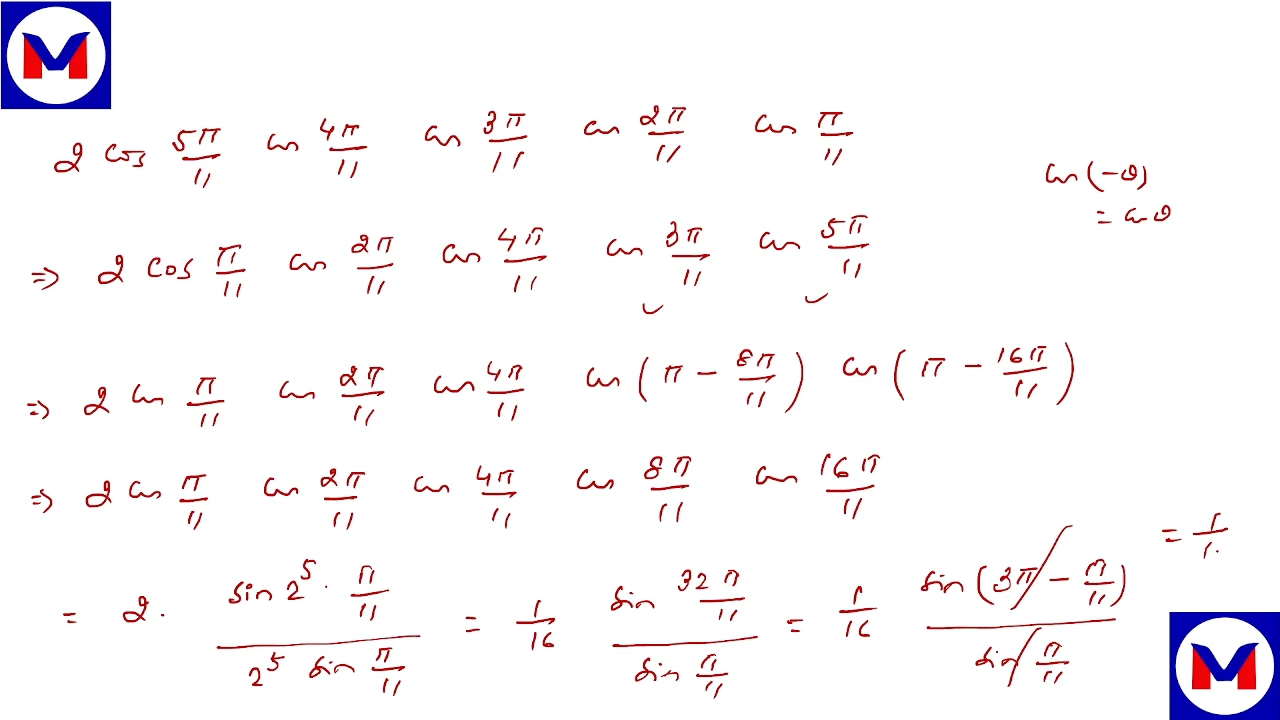 2 cos 5π/11 cos 4π/11 cos 3π/11 cos 2π/11 cos π/11
cos(-θ)
= cos θ
=> 2 cos π/11 cos 2π/11 cos 4π/11 cos 3π/11 cos 5π/11
=> 2 cos π/11 cos 2π/11 cos 4π/11 cos(π - 8π/11) cos(π - 16π/11)
=> 2 cos π/11 cos 2π/11 cos 4π/11 cos 8π/11 cos 16π/11
= 2 · sin 2^5 · π/11 / 2^5 sin π/11 = 1/16 sin 32π/11 / sin π/11 = 1/16 sin(3π - π/11) / sin π/11 = 1/1